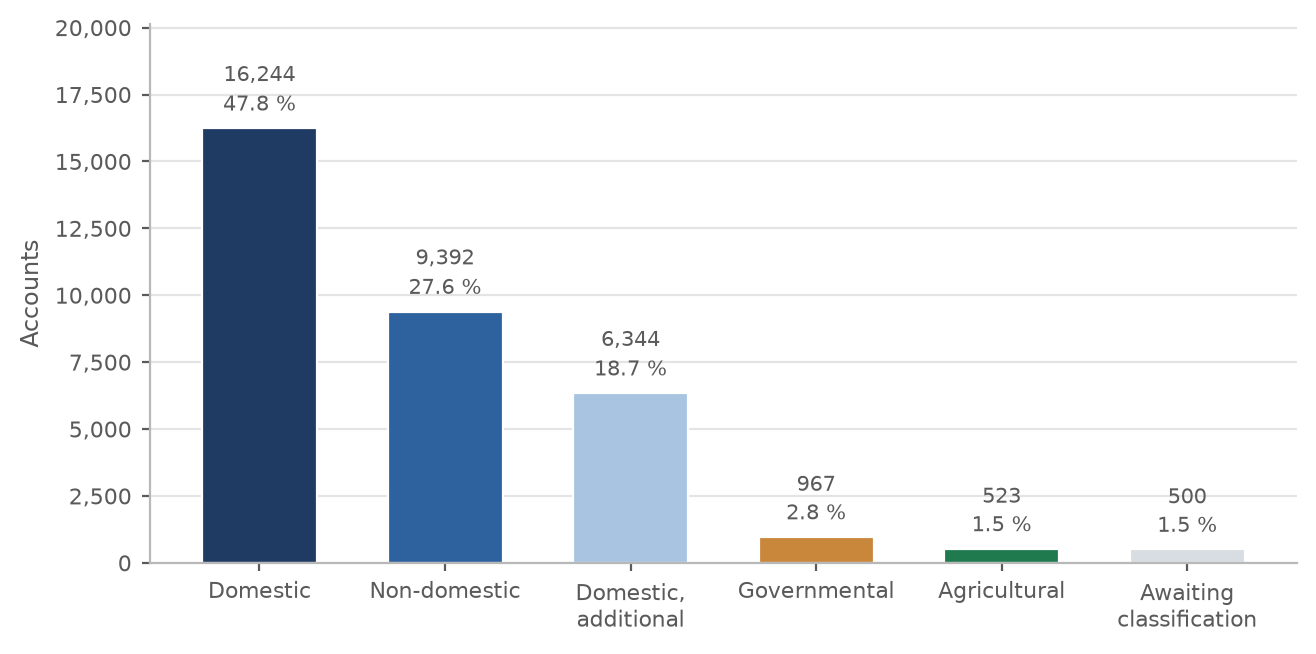 20,000
17,500
15,000
12,500
10,000
7,500
5,000
2,500
0
Accounts
16,244
47.8 %
9,392
27.6 %
6,344
18.7 %
967
2.8 %
523
1.5 %
500
1.5 %
Domestic
Non-domestic
Domestic,
additional
Governmental
Agricultural
Awaiting
classification